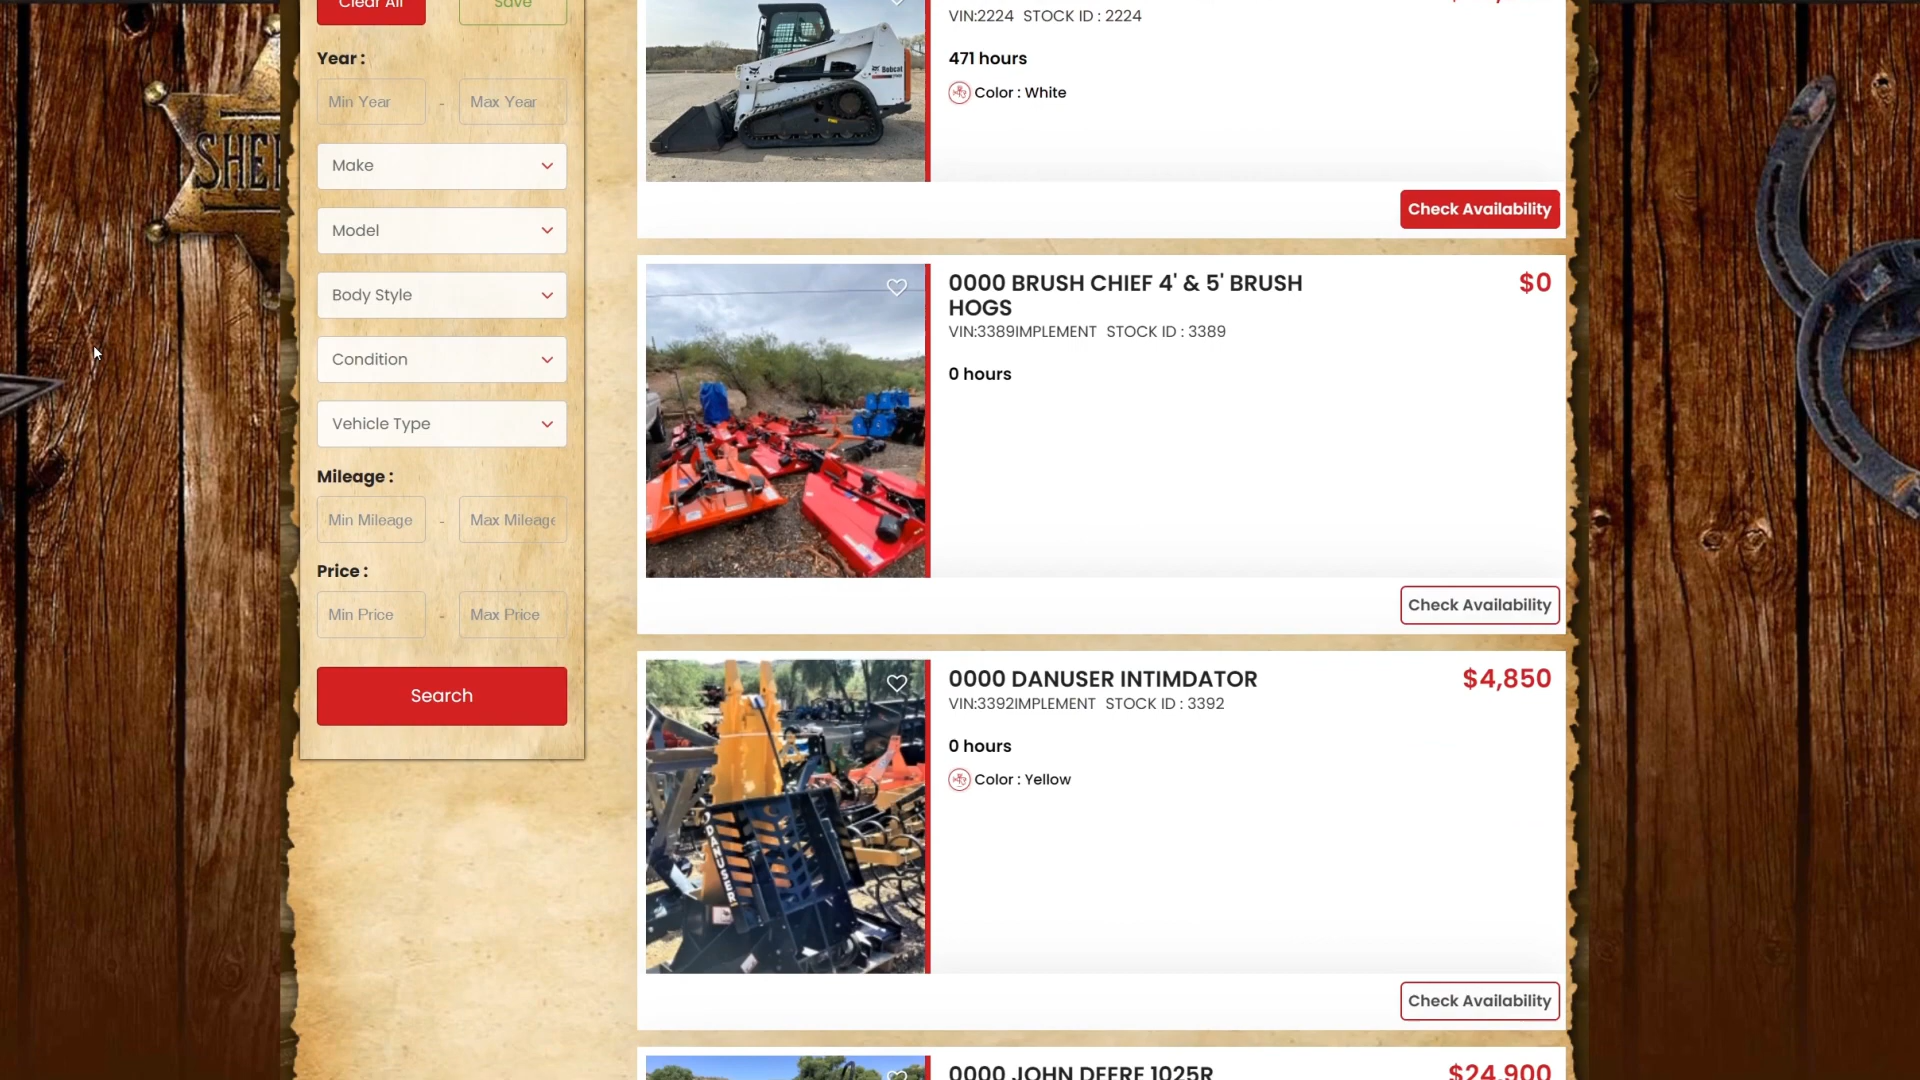 Clear All
Save
Year :
Min Year - Max Year
Make
Model
Body Style
Condition
Vehicle Type
Mileage :
Min Mileage - Max Mileage
Price :
Min Price - Max Price
Search
VIN:2224 STOCK ID : 2224
471 hours
Color : White
Bobcat
Check Availability
0000 BRUSH CHIEF 4' & 5' BRUSH
HOGS
$0
VIN:3389IMPLEMENT STOCK ID : 3389
0 hours
Check Availability
0000 DANUSER INTIMDATOR
$4,850
VIN:3392IMPLEMENT STOCK ID : 3392
0 hours
Color : Yellow
DANUSER
Check Availability
0000 JOHN DEERE 1025R
$24,900